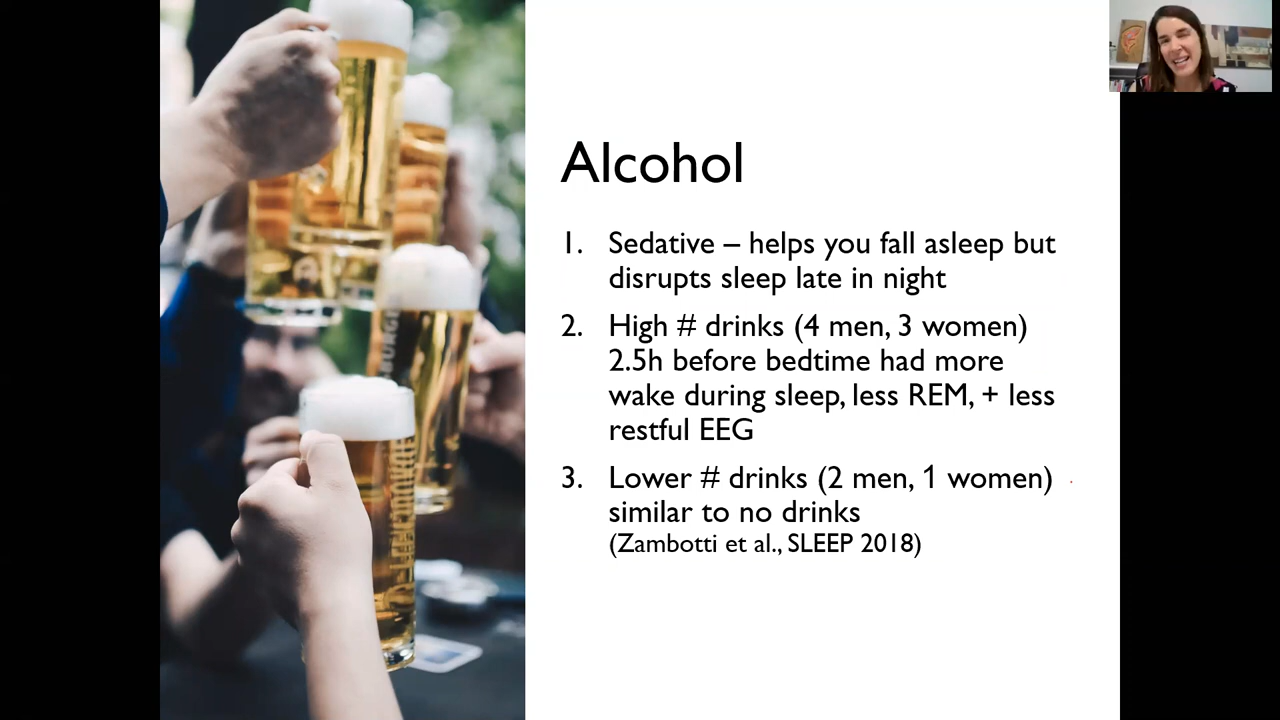 Alcohol
1. Sedative – helps you fall asleep but
disrupts sleep late in night
2. High # drinks (4 men, 3 women)
2.5h before bedtime had more
wake during sleep, less REM, + less
restful EEG
3. Lower # drinks (2 men, 1 women)
similar to no drinks
(Zambotti et al., SLEEP 2018)